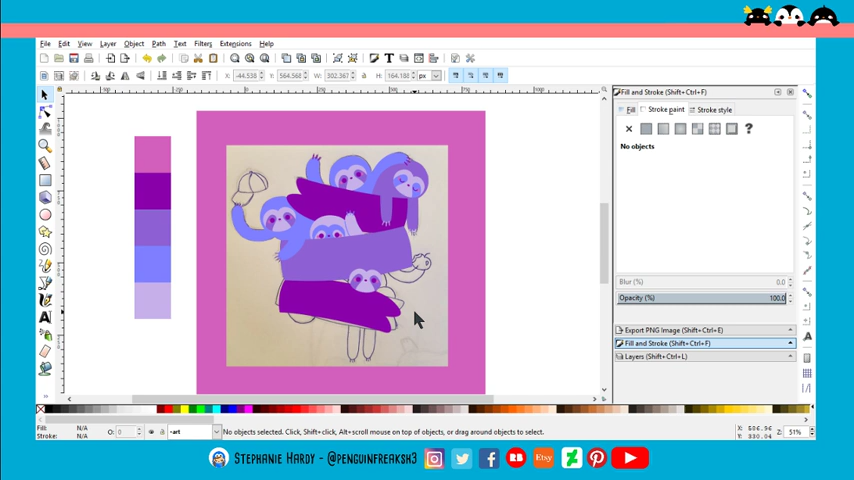 File Edit View Layer Object Path Text Filters Extensions Help
X: -44.538 Y: 564.568 W: 302.367 H: 164.188 px
Fill and Stroke (Shift+Ctrl+F)
Fill Stroke paint Stroke style
No objects
Blur (%) 0.0
Opacity (%) 100.0
Export PNG Image (Shift+Ctrl+E)
Fill and Stroke (Shift+Ctrl+F)
Layers (Shift+Ctrl+L)
Fill: N/A
Stroke: N/A
O: 0
-art
No objects selected. Click, Shift+click, Alt+scroll mouse on top of objects, or drag around objects to select.
X: 506.96
Y: 330.04
Z: 51%
Stephanie Hardy - @penguinfreaksh3
Etsy